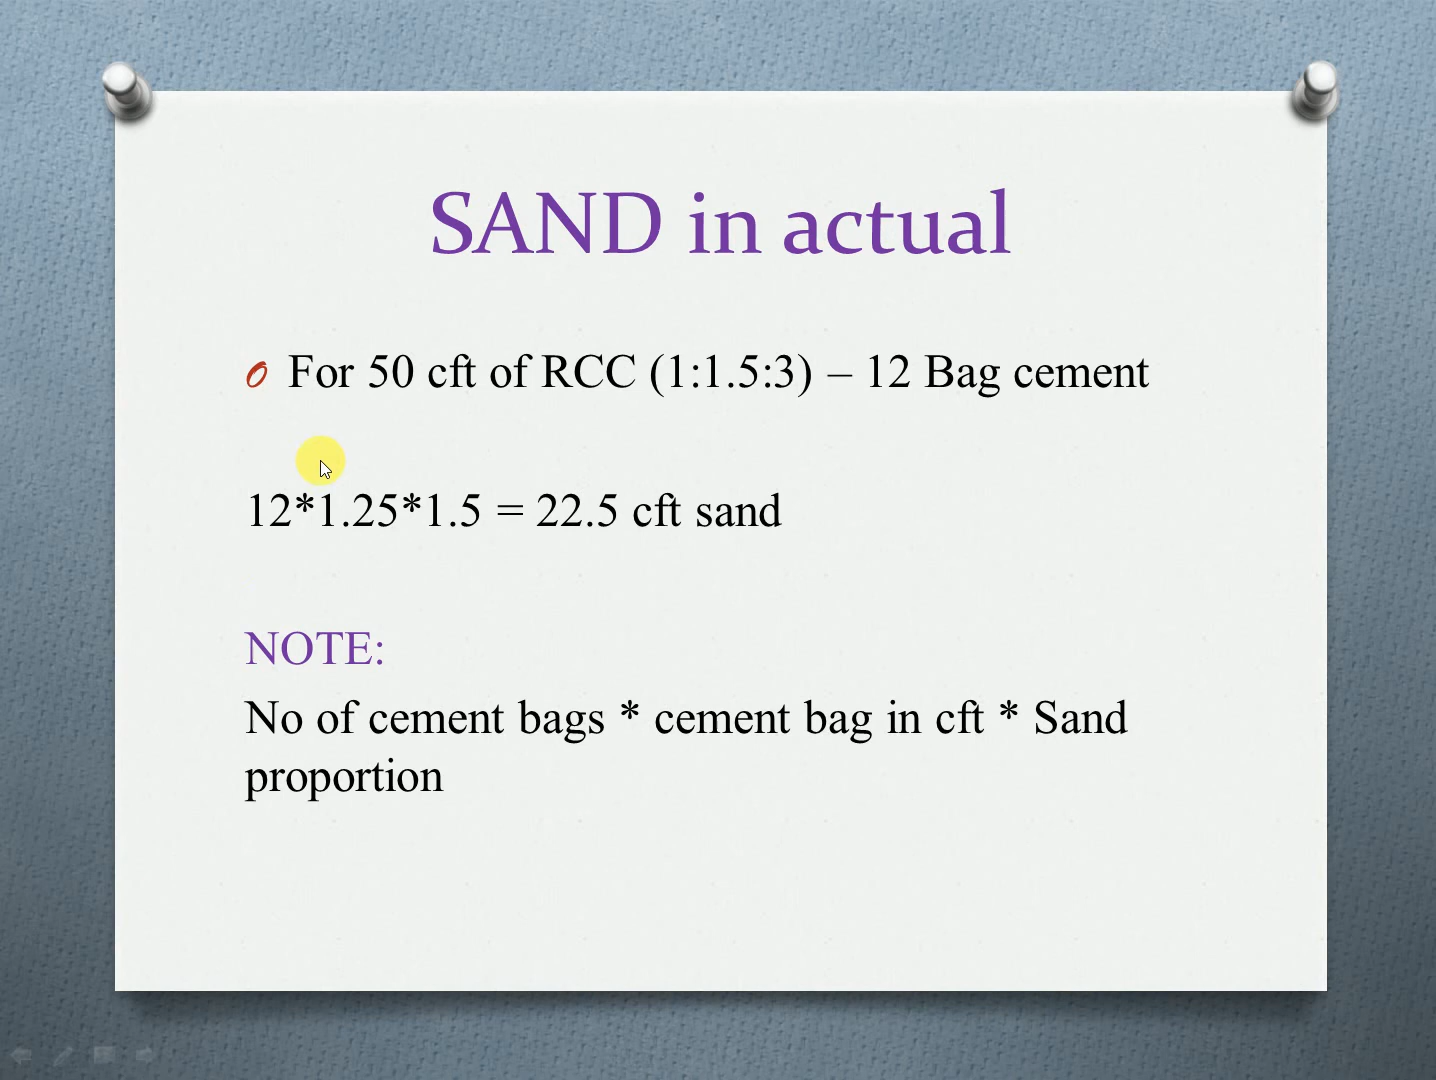 SAND in actual
For 50 cft of RCC (1:1.5:3) – 12 Bag cement
12*1.25*1.5 = 22.5 cft sand
NOTE:
No of cement bags * cement bag in cft * Sand
proportion